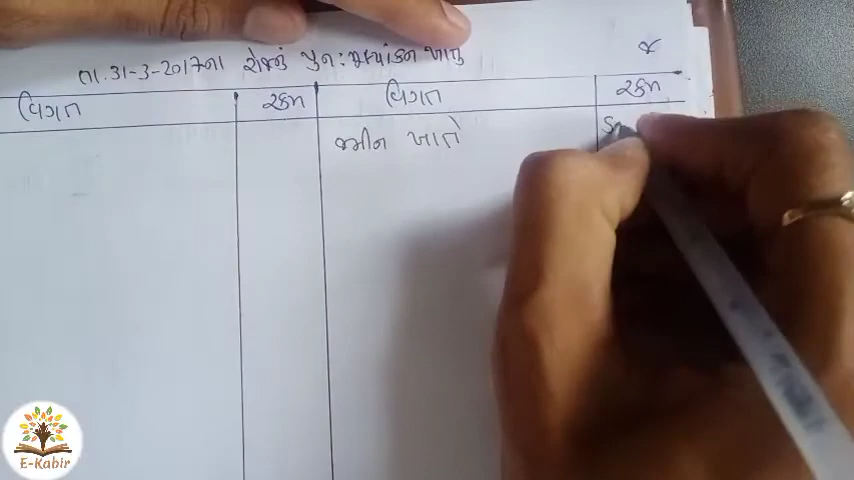 તા. 31-3-2017ના રોજનું પુનઃમૂલ્યાંકન ખાતુ જ
વિગત રકમ વિગત રકમ
જમીન ખાતે
E-Kabir